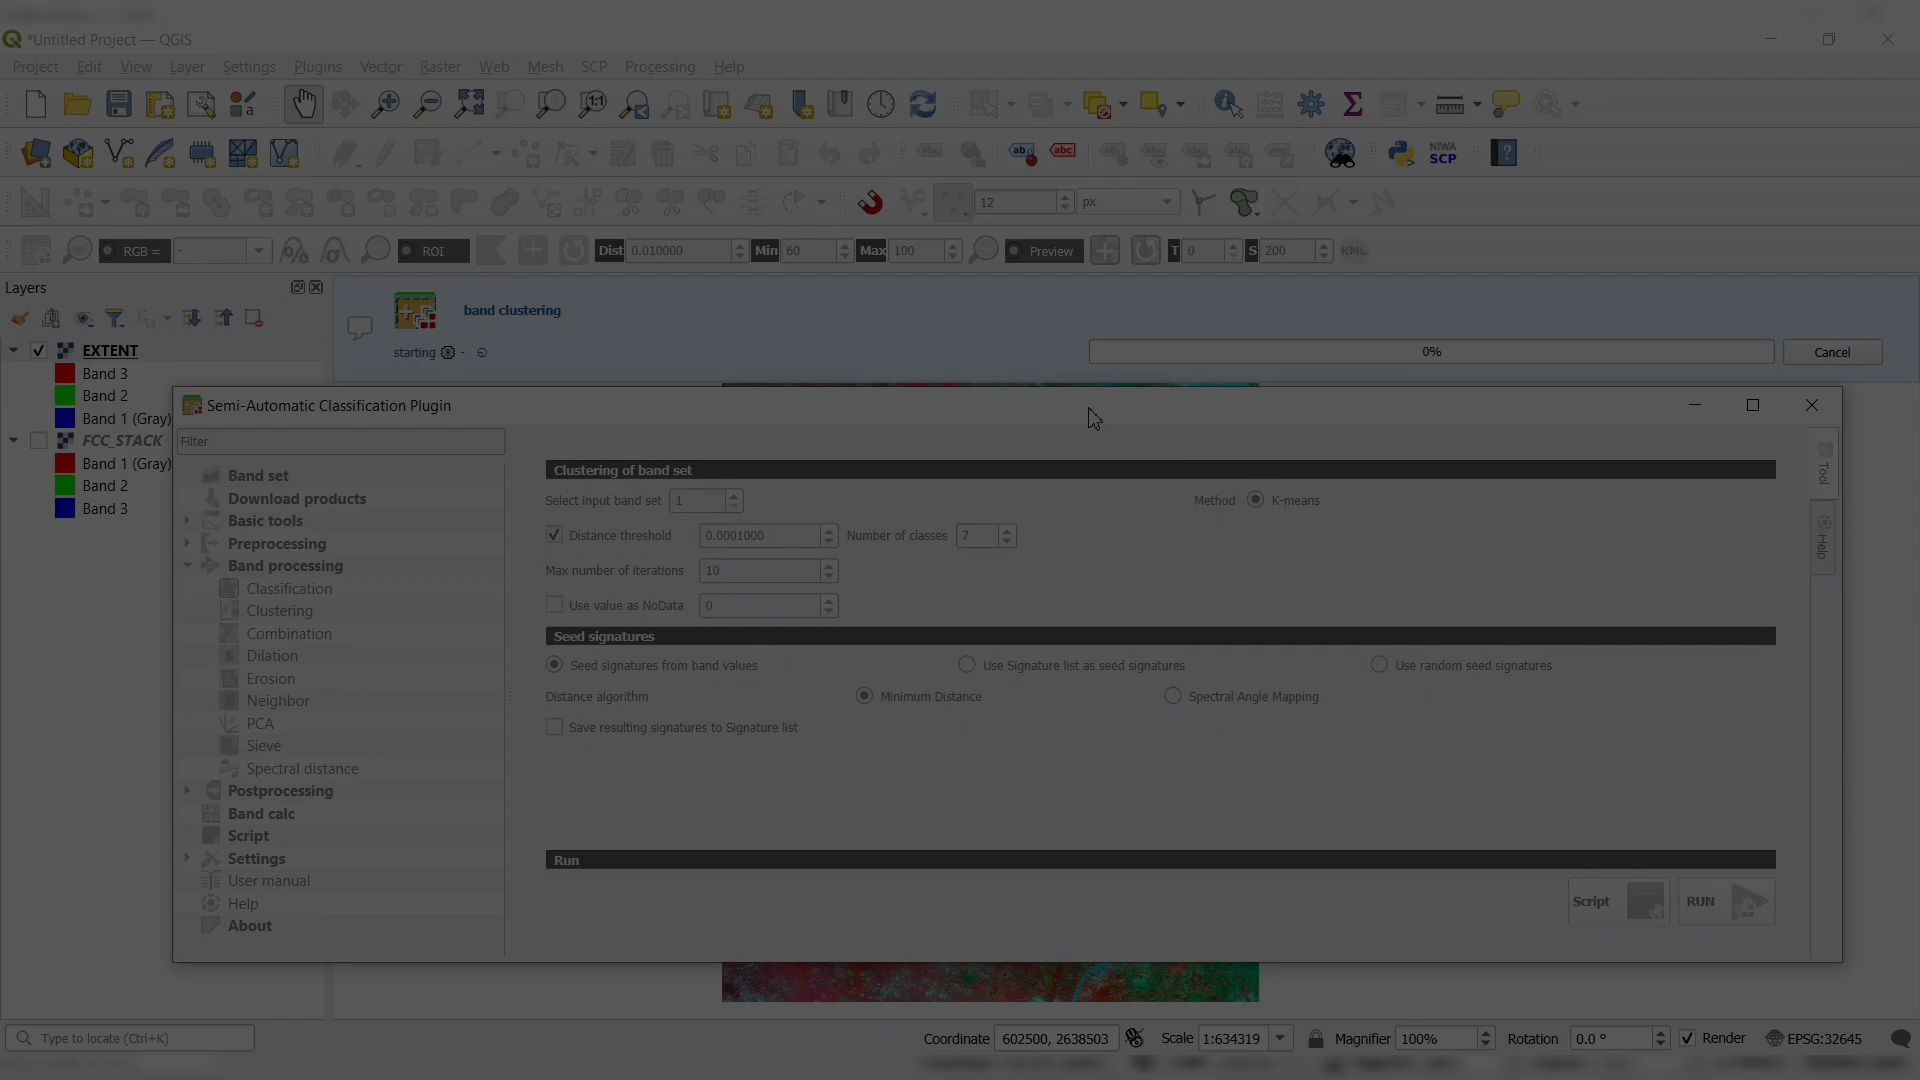 *Untitled Project — QGIS
Project Edit View Layer Settings Plugins Vector Raster Web Mesh SCP Processing Help
1:1 a Σ
ab abc ab NIWA SCP ?
12 px
RGB = - ROI Dist 0.010000 Min 60 Max 100 Preview T 0 S 200 KML
Layers
band clustering
starting - 0% Cancel
EXTENT
Band 3
Band 2
Band 1 (Gray)
FCC_STACK
Band 1 (Gray)
Band 2
Band 3
Semi-Automatic Classification Plugin
Filter
Band set
Download products
Basic tools
Preprocessing
Band processing
Classification
Clustering
Combination
Dilation
Erosion
Neighbor
PCA
Sieve
Spectral distance
Postprocessing
Band calc
Script
Settings
User manual
Help
About
Clustering of band set
Select input band set 1 Method K-means
Distance threshold 0.0001000 Number of classes 7
Max number of iterations 10
Use value as NoData 0
Seed signatures
Seed signatures from band values Use Signature list as seed signatures Use random seed signatures
Distance algorithm Minimum Distance Spectral Angle Mapping
Save resulting signatures to Signature list
Run
Script RUN
Tool
Help
Type to locate (Ctrl+K) Coordinate 602500, 2638503 Scale 1:634319 Magnifier 100% Rotation 0.0 ° Render EPSG:32645